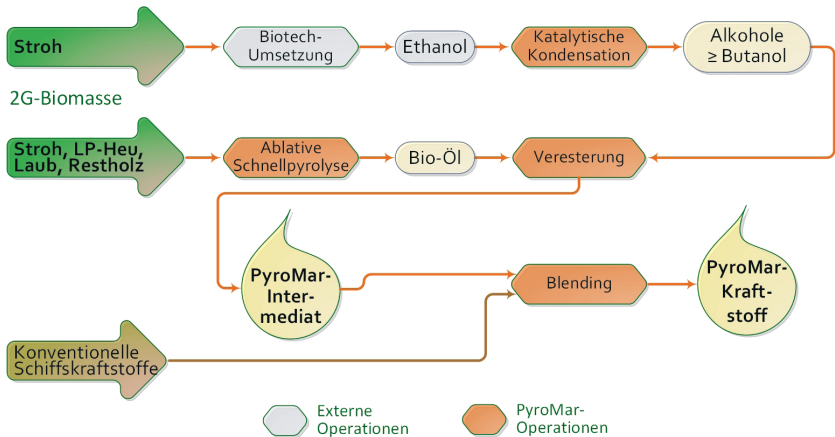 Stroh
Biotech-
Umsetzung
Ethanol
Katalytische
Kondensation
Alkohole
≥ Butanol
2G-Biomasse
Stroh, LP-Heu,
Laub, Restholz
Ablative
Schnellpyrolyse
Bio-Öl
Veresterung
PyroMar-
Inter-
mediat
Blending
PyroMar-
Kraft-
stoff
Konventionelle
Schiffskraftstoffe
Externe
Operationen
PyroMar-
Operationen